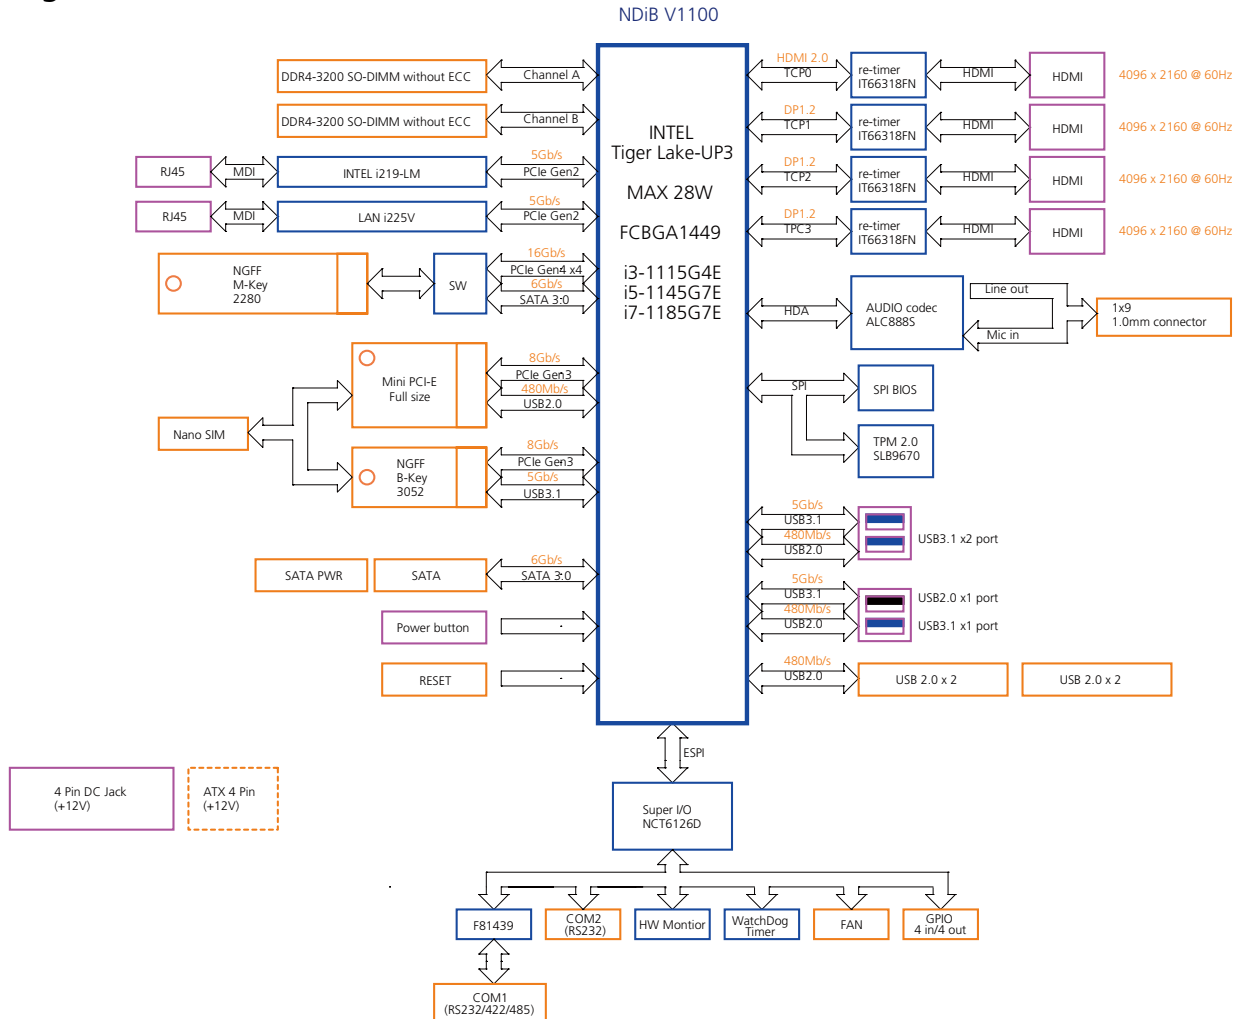 NDiB V1100
DDR4-3200 SO-DIMM without ECC
Channel A
DDR4-3200 SO-DIMM without ECC
Channel B
RJ45
MDI
INTEL i219-LM
5Gb/s
PCIe Gen2
RJ45
MDI
LAN i225V
5Gb/s
PCIe Gen2
NGFF
M-Key
2280
SW
16Gb/s
PCIe Gen4 x4
6Gb/s
SATA 3.0
Mini PCI-E
Full size
8Gb/s
PCIe Gen3
480Mb/s
USB2.0
Nano SIM
NGFF
B-Key
3052
8Gb/s
PCIe Gen3
5Gb/s
USB3.1
SATA PWR
SATA
6Gb/s
SATA 3.0
Power button
RESET
INTEL
Tiger Lake-UP3
MAX 28W
FCBGA1449
i3-1115G4E
i5-1145G7E
i7-1185G7E
HDMI 2.0
TCP0
re-timer
IT66318FN
HDMI
HDMI
4096 x 2160 @ 60Hz
DP1.2
TCP1
re-timer
IT66318FN
HDMI
HDMI
4096 x 2160 @ 60Hz
DP1.2
TCP2
re-timer
IT66318FN
HDMI
HDMI
4096 x 2160 @ 60Hz
DP1.2
TPC3
re-timer
IT66318FN
HDMI
HDMI
4096 x 2160 @ 60Hz
HDA
AUDIO codec
ALC888S
Line out
Mic in
1x9
1.0mm connector
SPI
SPI BIOS
TPM 2.0
SLB9670
5Gb/s
USB3.1
480Mb/s
USB2.0
USB3.1 x2 port
5Gb/s
USB3.1
480Mb/s
USB2.0
USB2.0 x1 port
USB3.1 x1 port
480Mb/s
USB2.0
USB 2.0 x 2
USB 2.0 x 2
ESPI
4 Pin DC Jack
(+12V)
ATX 4 Pin
(+12V)
Super I/O
NCT6126D
F81439
COM2
(RS232)
HW Montior
WatchDog
Timer
FAN
GPIO
4 in/4 out
COM1
(RS232/422/485)